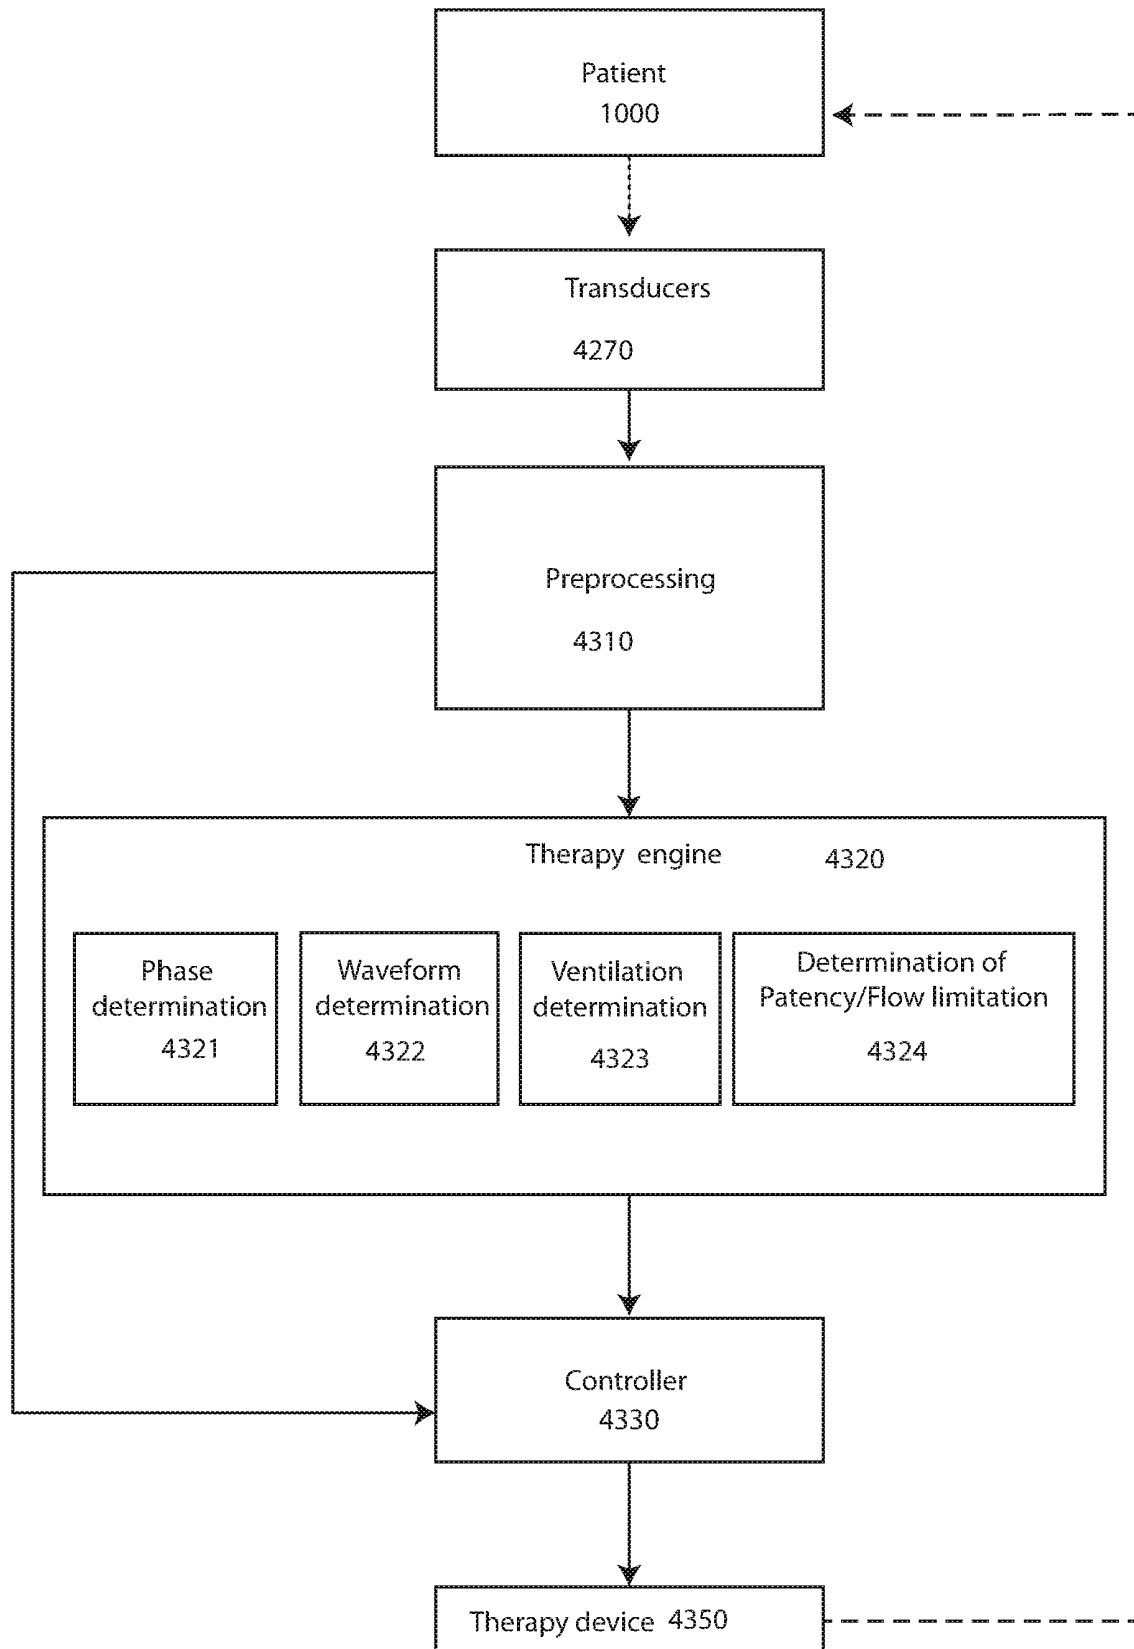 Patient
1000
Transducers
4270
Preprocessing
4310
Therapy engine 4320
Phase
determination
4321
Waveform
determination
4322
Ventilation
determination
4323
Determination of
Patency/Flow limitation
4324
Controller
4330
Therapy device 4350